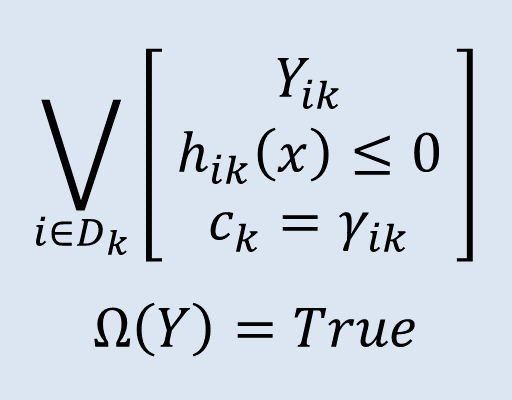 Y_{ik}
h_{ik}(x) ≤ 0
⋁_{i∈D_k} [ c_k = γ_{ik} ]
Ω(Y) = True